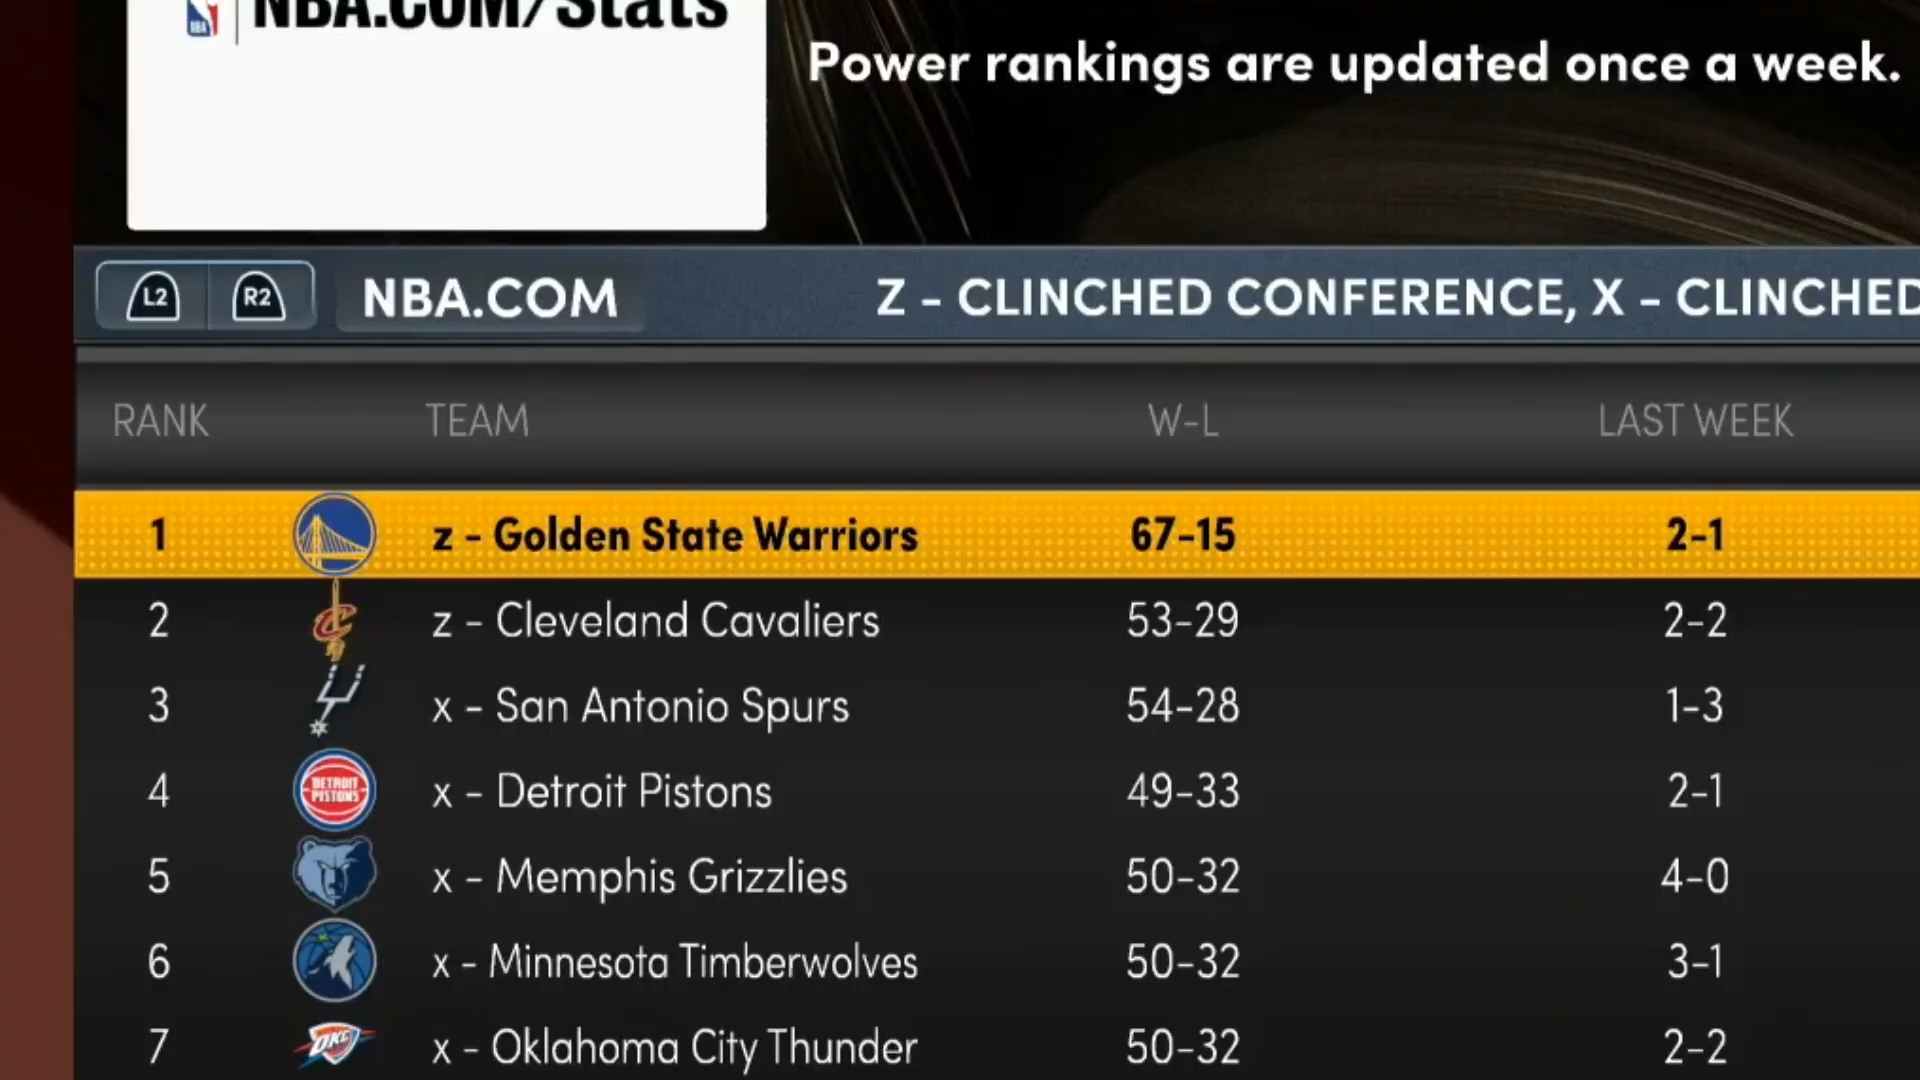 NBA.COM/Stats
Power rankings are updated once a week.
L2 R2 NBA.COM Z - CLINCHED CONFERENCE, X - CLINCHED
RANK TEAM W-L LAST WEEK
1 z - Golden State Warriors 67-15 2-1
2 z - Cleveland Cavaliers 53-29 2-2
3 x - San Antonio Spurs 54-28 1-3
4 DETROIT PISTONS x - Detroit Pistons 49-33 2-1
5 x - Memphis Grizzlies 50-32 4-0
6 x - Minnesota Timberwolves 50-32 3-1
7 OKC x - Oklahoma City Thunder 50-32 2-2